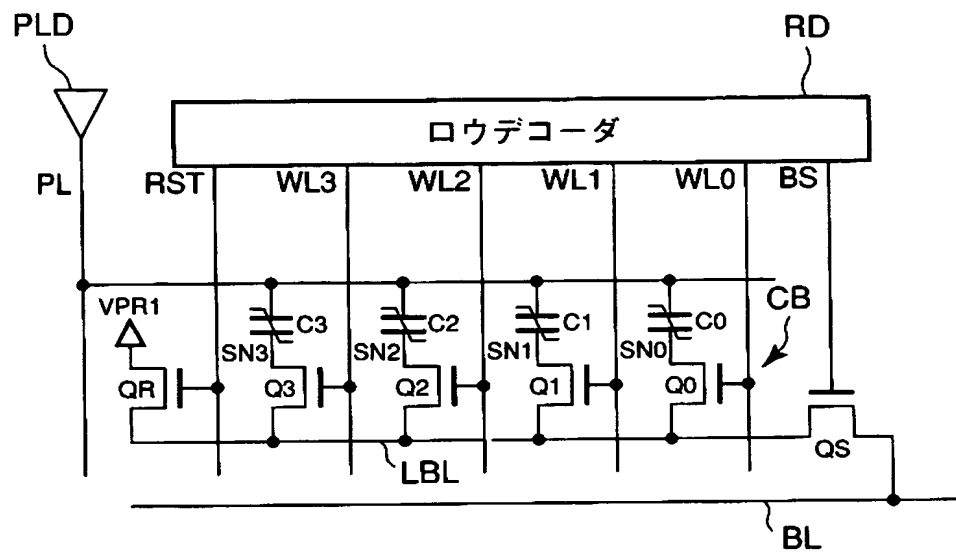 PLD
RD
ロウデコーダ
PL
RST
WL3
WL2
WL1
WL0
BS
VPR1
C3
C2
C1
C0
CB
SN3
SN2
SN1
SN0
QR
Q3
Q2
Q1
Q0
QS
LBL
BL